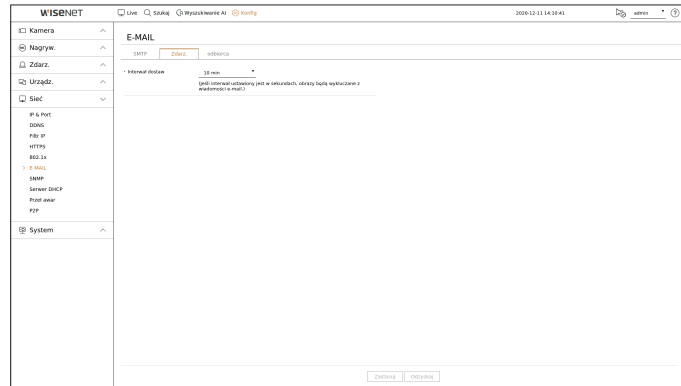 WISENET
Live Szukaj Wyszukiwanie AI Konfig 2020-12-11 14:10:41 admin
Kamera
Nagryw.
Zdarz.
Urządz.
Sieć
IP & Port
DDNS
Filtr IP
HTTPS
802.1x
E-MAIL
SNMP
Serwer DHCP
Przeł awar
P2P
System
E-MAIL
SMTP Zdarz. odbiorca
• Interwał dostaw 10 min
(jeśli interwał ustawiony jest w sekundach, obrazy będą wykluczane z
wiadomości e-mail.)
Zastosuj Odzyskaj